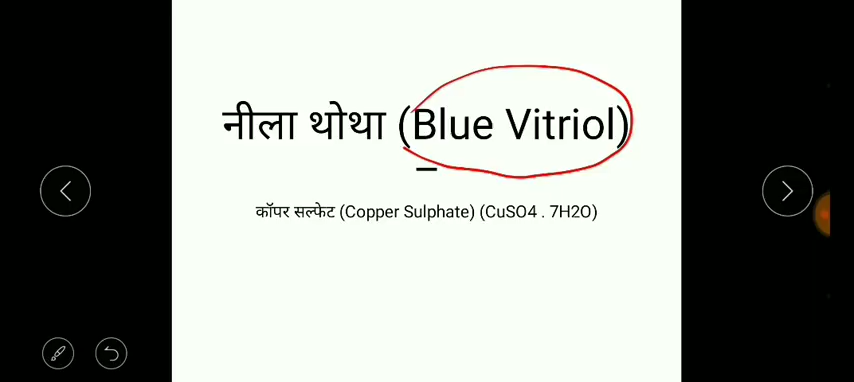 नीला थोथा (Blue Vitriol)
कॉपर सल्फेट (Copper Sulphate) (CuSO4 . 7H2O)